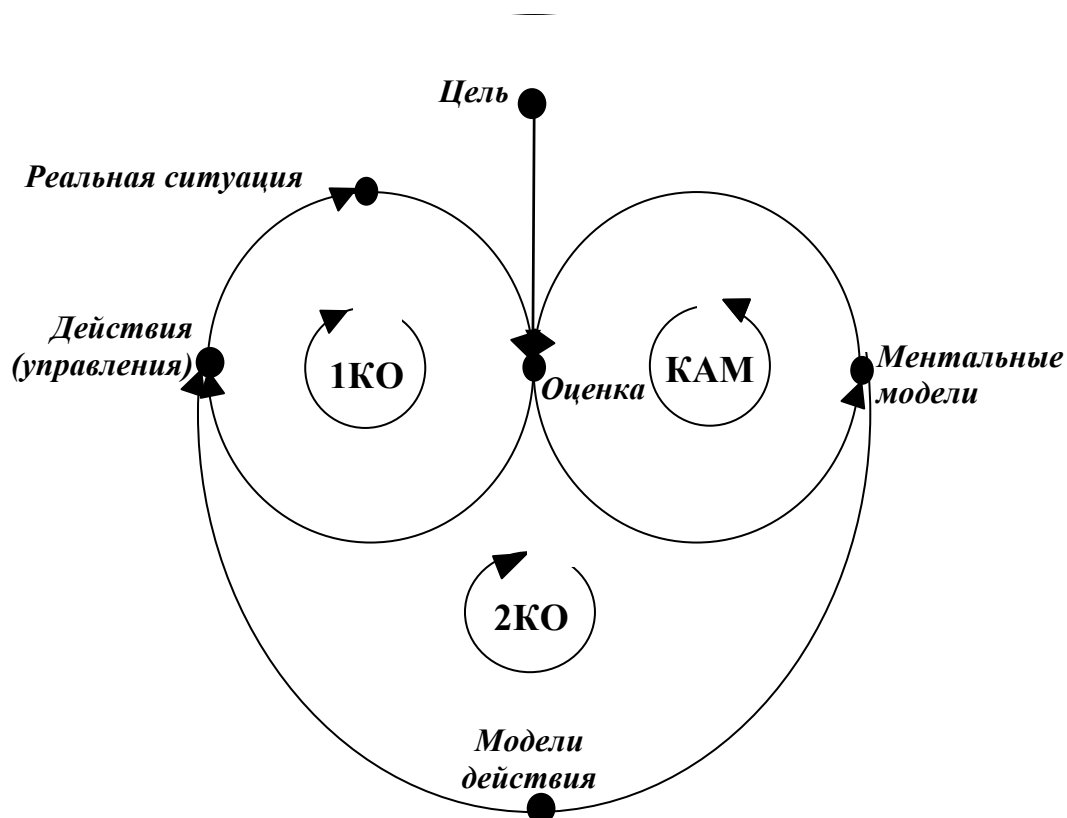 Цель
Реальная ситуация
Действия
(управления)
1КО
Оценка
КАМ
Ментальные
модели
2КО
Модели
действия